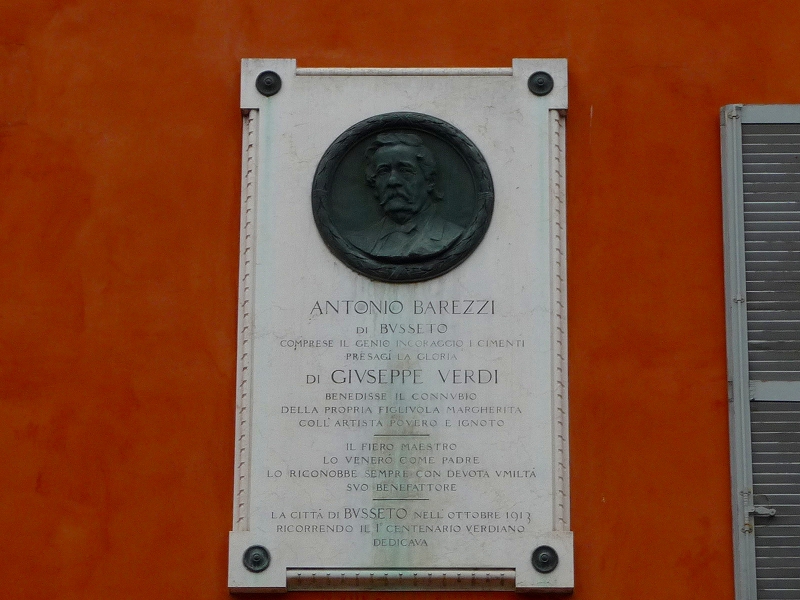 ANTONIO BAREZZI
DI BVSSETO
COMPRESE IL GENIO INCORAGGIÒ I CIMENTI
PRESAGÌ LA GLORIA
DI GIVSEPPE VERDI
BENEDISSE IL CONNVBIO
DELLA PROPRIA FIGLIVOLA MARGHERITA
COLL'ARTISTA POVERO E IGNOTO
IL FIERO MAESTRO
LO VENERÒ COME PADRE
LO RICONOBBE SEMPRE CON DEVOTA VMILTÀ
SVO BENEFATTORE
LA CITTÀ DI BVSSETO NELL'OTTOBRE 1913
RICORRENDO IL 1° CENTENARIO VERDIANO
DEDICAVA